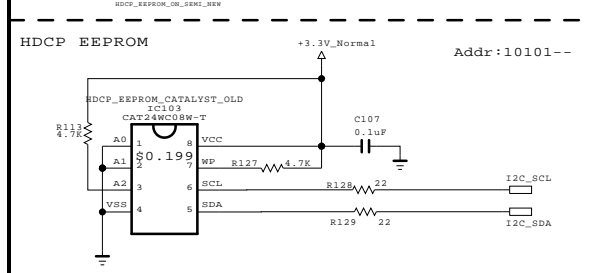 HDCP_EEPROM_ON_SEMI_NEW
HDCP EEPROM
+3.3V_Normal
Addr:10101--
HDCP_EEPROM_CATALYST_OLD
IC103
CAT24WC08W-T
R113
4.7K
C107
0.1uF
A0 1 8 VCC
$0.199
A1 2 7 WP R127 4.7K
A2 3 6 SCL R128 22 I2C_SCL
VSS 4 5 SDA R129 22 I2C_SDA